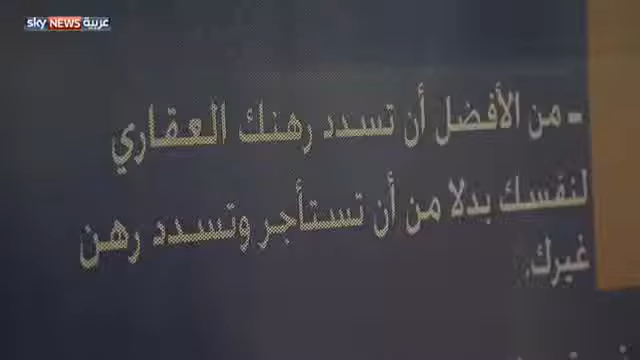 sky NEWS عربية
- من الأفضل أن تسدد رهنك العقاري
لنفسك بدلا من أن تستأجر وتسدد رهن
غيرك.